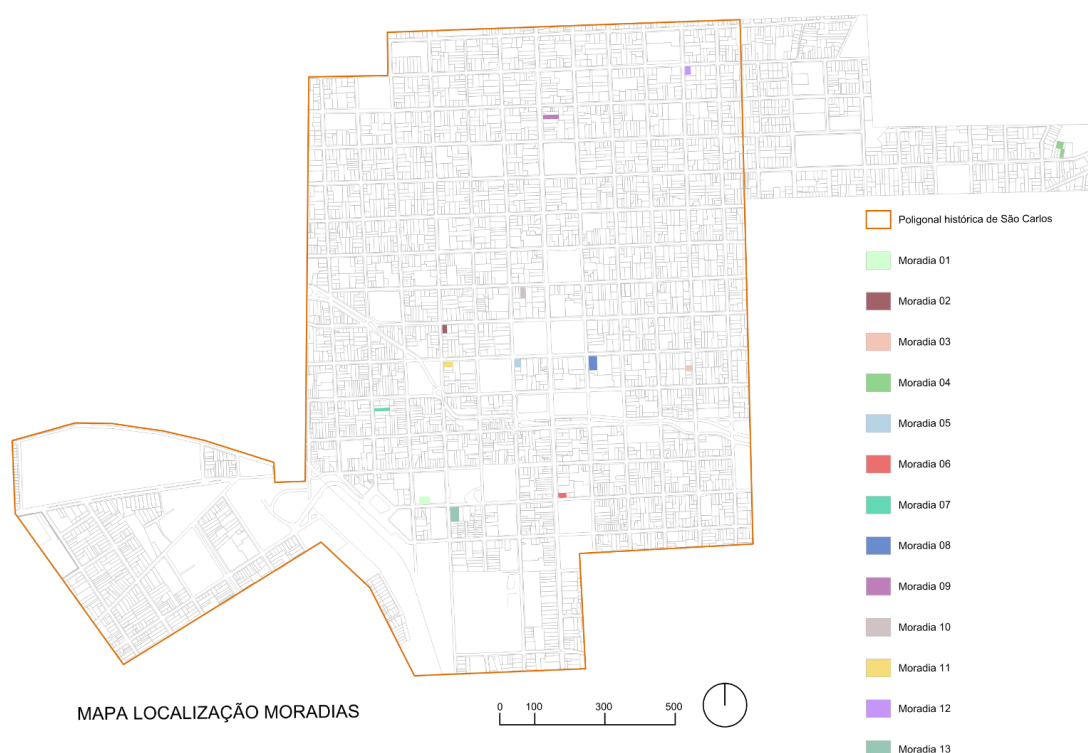 Poligonal histórica de São Carlos
Moradia 01
Moradia 02
Moradia 03
Moradia 04
Moradia 05
Moradia 06
Moradia 07
Moradia 08
Moradia 09
Moradia 10
Moradia 11
Moradia 12
Moradia 13
MAPA LOCALIZAÇÃO MORADIAS
0 100 300 500